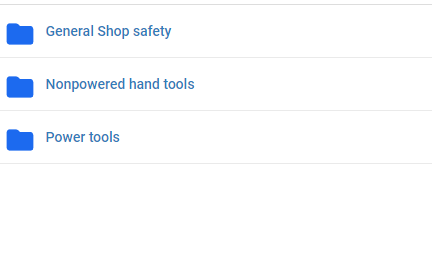 General Shop safety
Nonpowered hand tools
Power tools